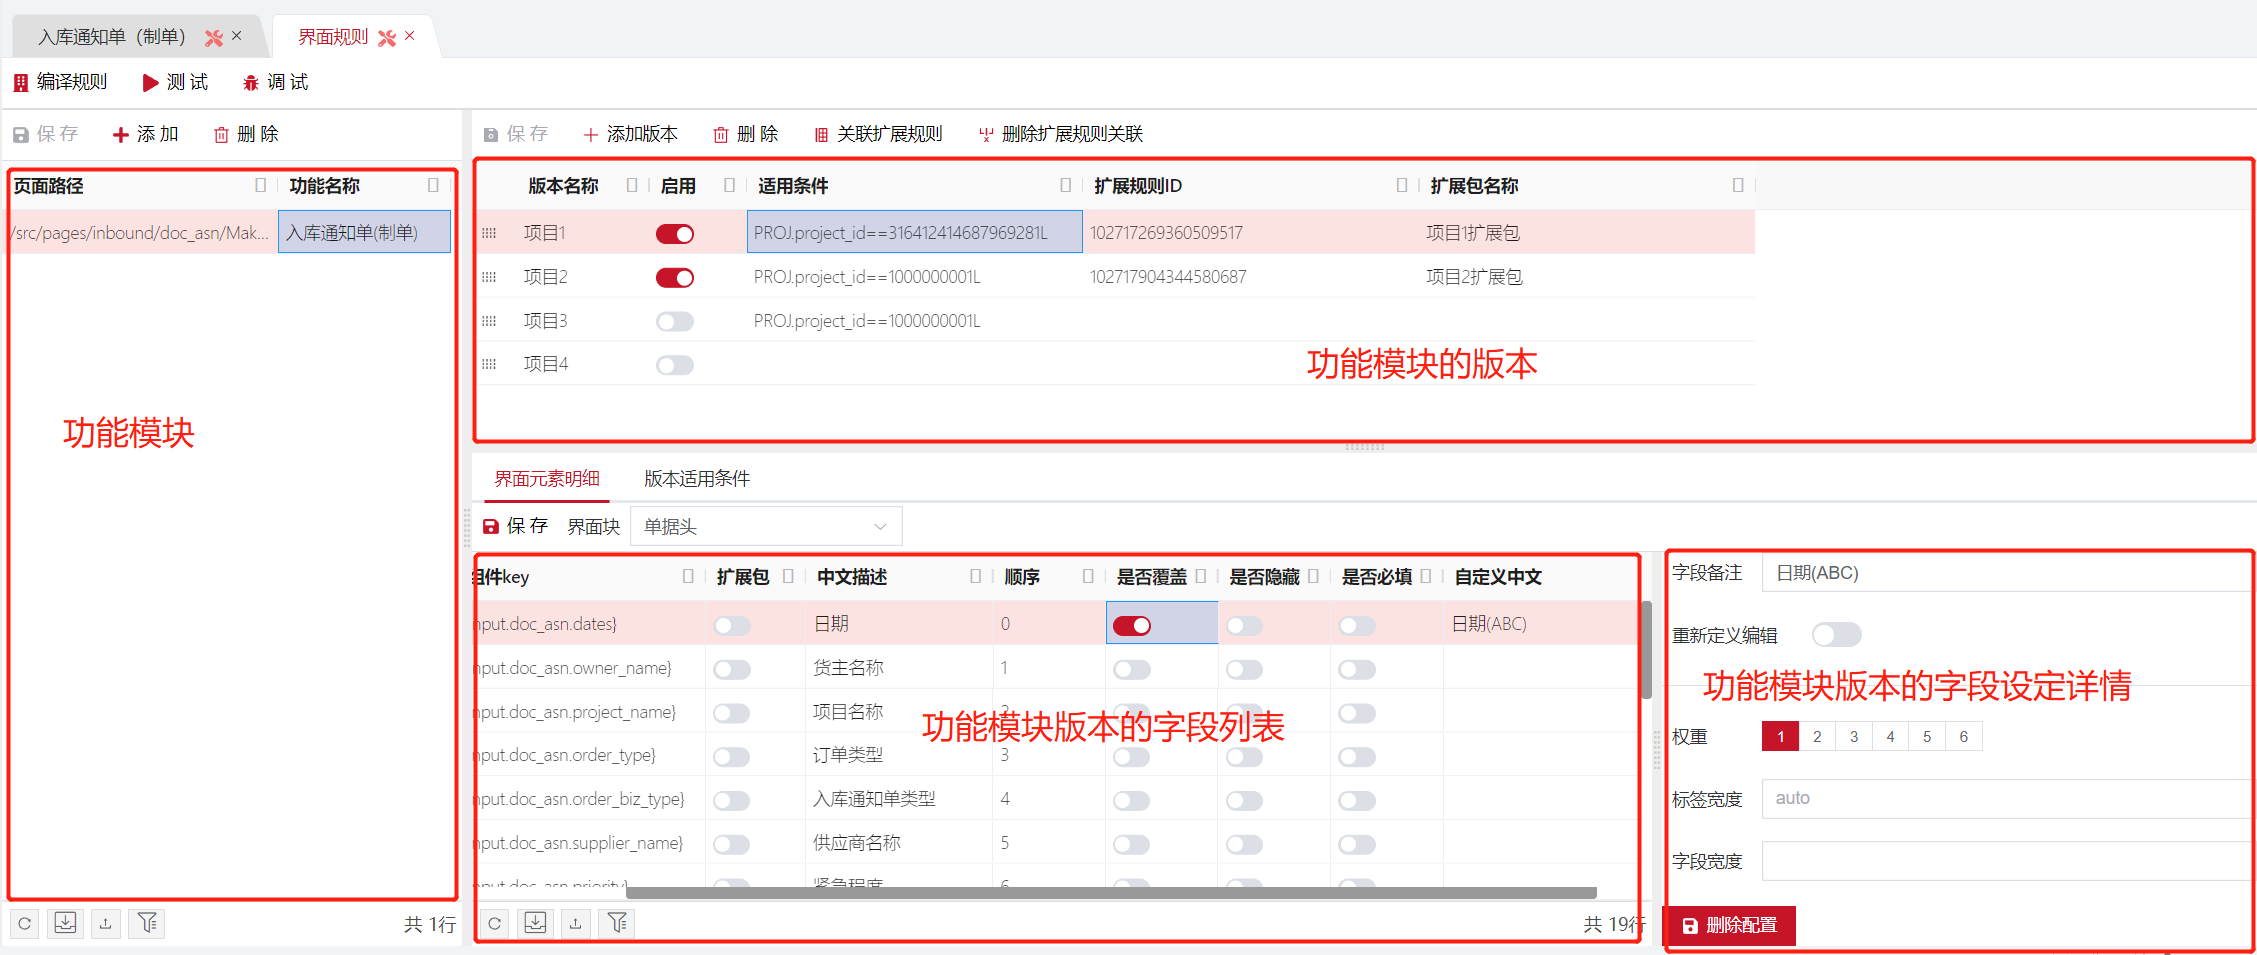 入库通知单（制单）
界面规则
编译规则
测 试
调 试
保 存
添 加
删 除
页面路径
功能名称
/src/pages/inbound/doc_asn/Mak...
入库通知单(制单)
功能模块
共 1行
保 存
添加版本
删 除
关联扩展规则
删除扩展规则关联
版本名称
启用
适用条件
扩展规则ID
扩展包名称
项目1
PROJ.project_id==316412414687969281L
102717269360509517
项目1扩展包
项目2
PROJ.project_id==1000000001L
102717904344580687
项目2扩展包
项目3
PROJ.project_id==1000000001L
项目4
功能模块的版本
界面元素明细
版本适用条件
保 存
界面块
单据头
组件key
扩展包
中文描述
顺序
是否覆盖
是否隐藏
是否必填
自定义中文
nput.doc_asn.dates}
日期
0
日期(ABC)
nput.doc_asn.owner_name}
货主名称
1
nput.doc_asn.project_name}
项目名称
功能模块版本的字段列表
nput.doc_asn.order_type}
订单类型
3
nput.doc_asn.order_biz_type}
入库通知单类型
4
nput.doc_asn.supplier_name}
供应商名称
5
nput.doc_asn.priority}
紧急程度
6
共 19行
字段备注
日期(ABC)
重新定义编辑
功能模块版本的字段设定详情
权重
1
2
3
4
5
6
标签宽度
auto
字段宽度
删除配置